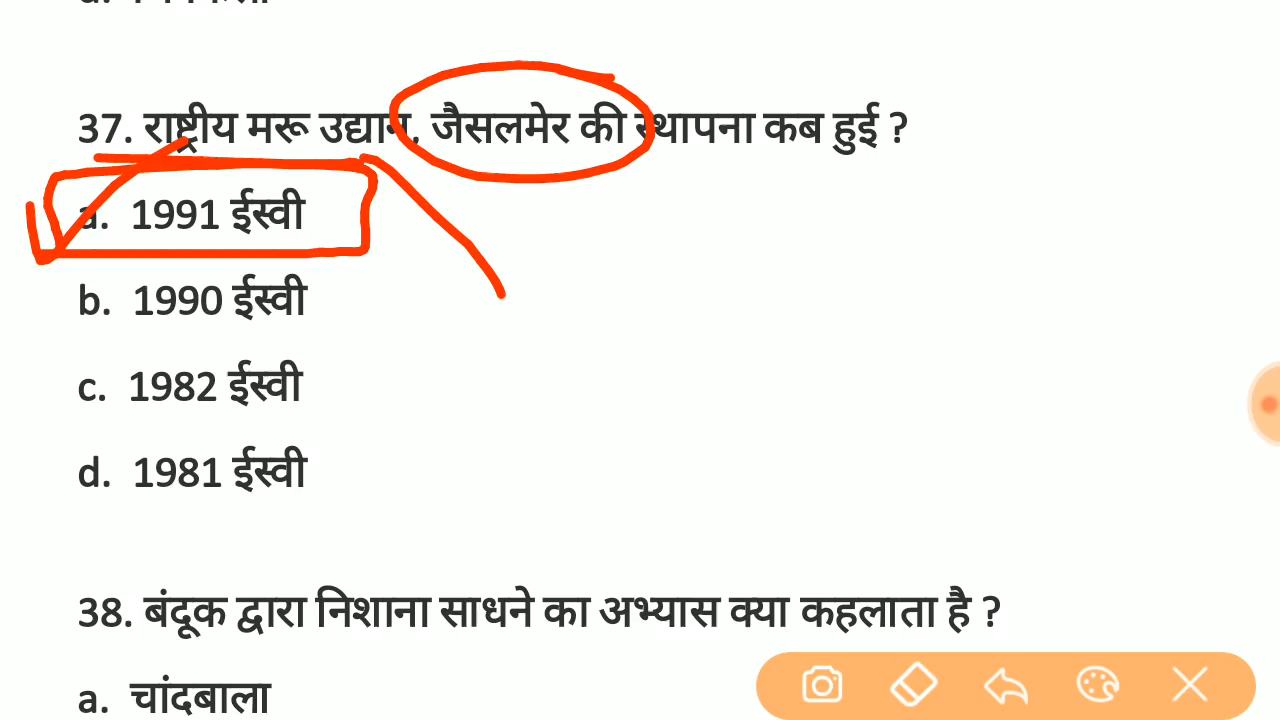 37. राष्ट्रीय मरू उद्यान, जैसलमेर की स्थापना कब हुई ?
a. 1991 ईस्वी
b. 1990 ईस्वी
c. 1982 ईस्वी
d. 1981 ईस्वी
38. बंदूक द्वारा निशाना साधने का अभ्यास क्या कहलाता है ?
a. चांदबाला